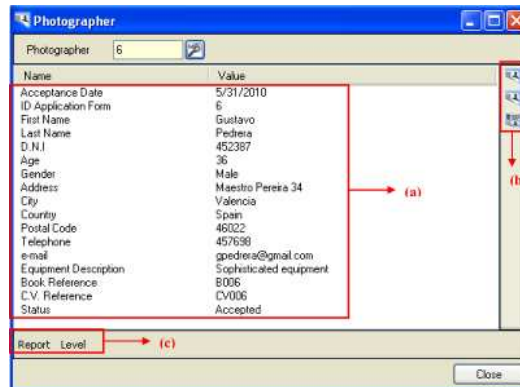 Photographer
Photographer 6
Name Value
Acceptance Date 5/31/2010
ID Application Form 6
First Name Gustavo
Last Name Pedrera
D.N.I 452387
Age 36
Gender Male
Address Maestro Pereira 34
City Valencia
Country Spain
Postal Code 46022
Telephone 457698
e-mail gpedrera@gmail.com
Equipment Description Sophisticated equipment
Book Reference B006
C.V. Reference CV006
Status Accepted
(a)
(b
Report Level
(c)
Close